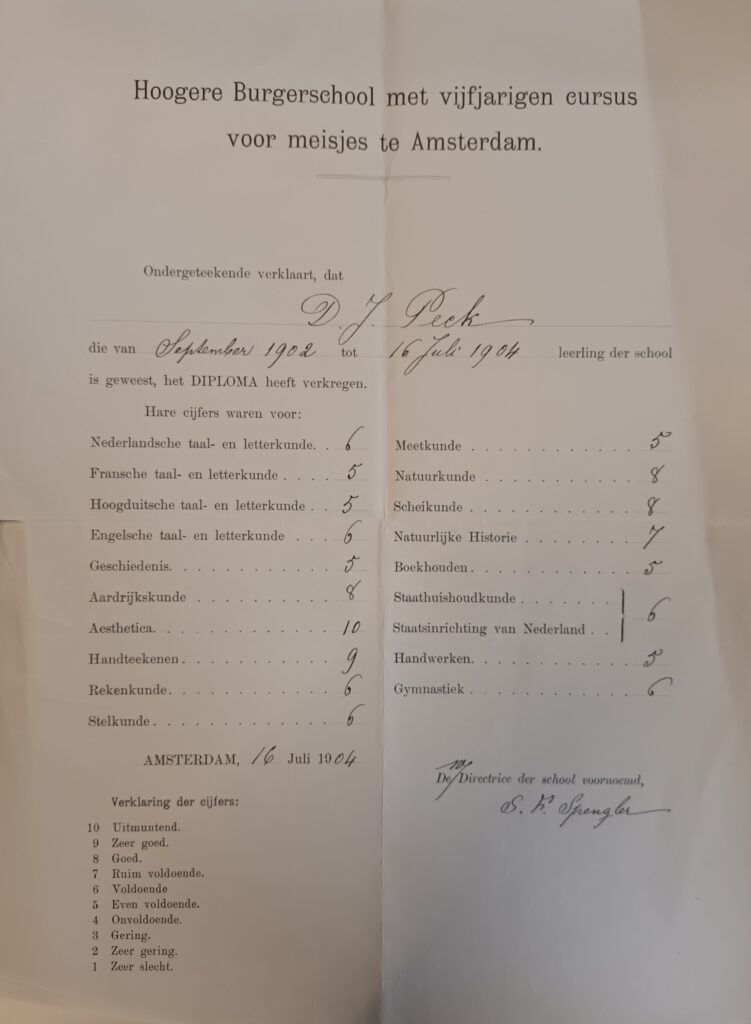 Hoogere Burgerschool met vijfjarigen cursus
voor meisjes te Amsterdam.
Ondergeteekende verklaart, dat
D. J. Peck
die van September 1902 tot 16 Juli 1904 leerling der school
is geweest, het DIPLOMA heeft verkregen.
Hare cijfers waren voor:
Nederlandsche taal- en letterkunde. . 6
Fransche taal- en letterkunde . . . . 5
Hoogduitsche taal- en letterkunde . . 5
Engelsche taal- en letterkunde . . . 6
Geschiedenis. . . . . . . . . . . . 5
Aardrijkskunde . . . . . . . . . . 8
Aesthetica. . . . . . . . . . . . . 10
Handteekenen . . . . . . . . . . . 9
Rekenkunde. . . . . . . . . . . . 6
Stelkunde . . . . . . . . . . . . . 6
Meetkunde . . . . . . . . . . . . 5
Natuurkunde . . . . . . . . . . . 8
Scheikunde . . . . . . . . . . . . 8
Natuurlijke Historie . . . . . . . . 7
Boekhouden . . . . . . . . . . . . 5
Staathuishoudkunde . . . . . . .
Staatsinrichting van Nederland . . 6
Handwerken. . . . . . . . . . . . 5
Gymnastiek . . . . . . . . . . . . 6
AMSTERDAM, 16 Juli 1904
De Directrice der school voornoemd,
Spengler
Verklaring der cijfers:
10 Uitmuntend.
9 Zeer goed.
8 Goed.
7 Ruim voldoende.
6 Voldoende
5 Even voldoende.
4 Onvoldoende.
3 Gering.
2 Zeer gering.
1 Zeer slecht.